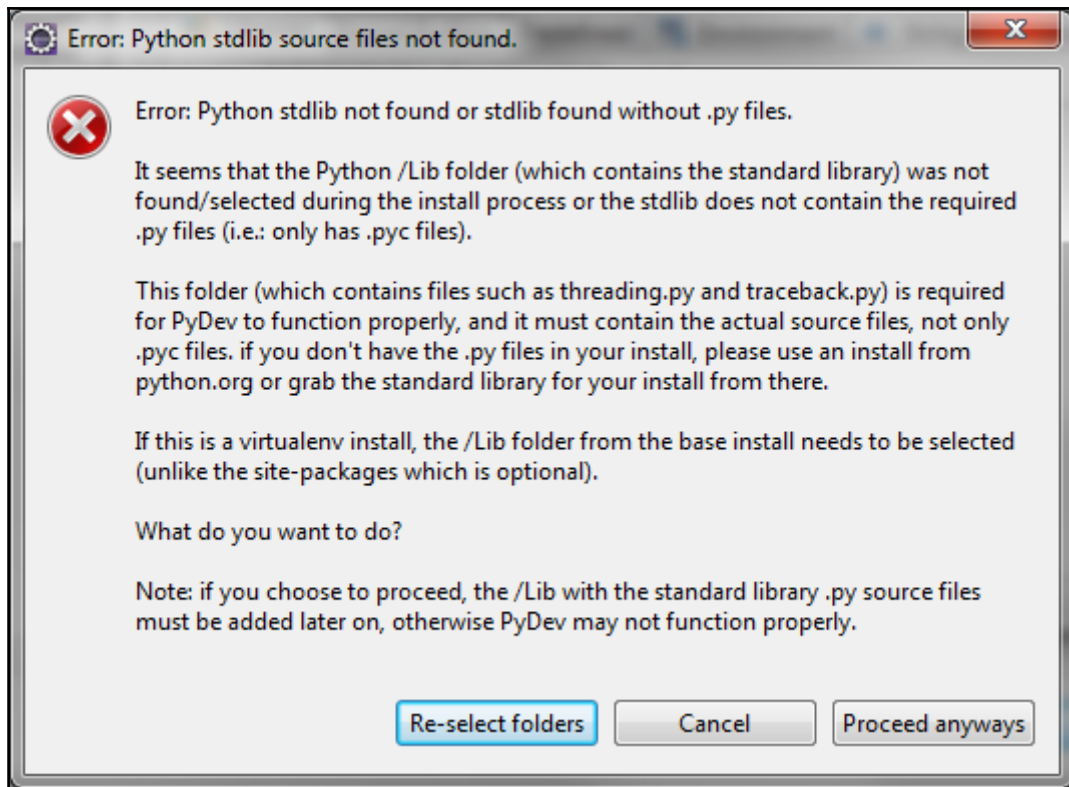 Error: Python stdlib source files not found.
Error: Python stdlib not found or stdlib found without .py files.
It seems that the Python /Lib folder (which contains the standard library) was not
found/selected during the install process or the stdlib does not contain the required
.py files (i.e.: only has .pyc files).
This folder (which contains files such as threading.py and traceback.py) is required
for PyDev to function properly, and it must contain the actual source files, not only
.pyc files. if you don't have the .py files in your install, please use an install from
python.org or grab the standard library for your install from there.
If this is a virtualenv install, the /Lib folder from the base install needs to be selected
(unlike the site-packages which is optional).
What do you want to do?
Note: if you choose to proceed, the /Lib with the standard library .py source files
must be added later on, otherwise PyDev may not function properly.
Re-select folders Cancel Proceed anyways